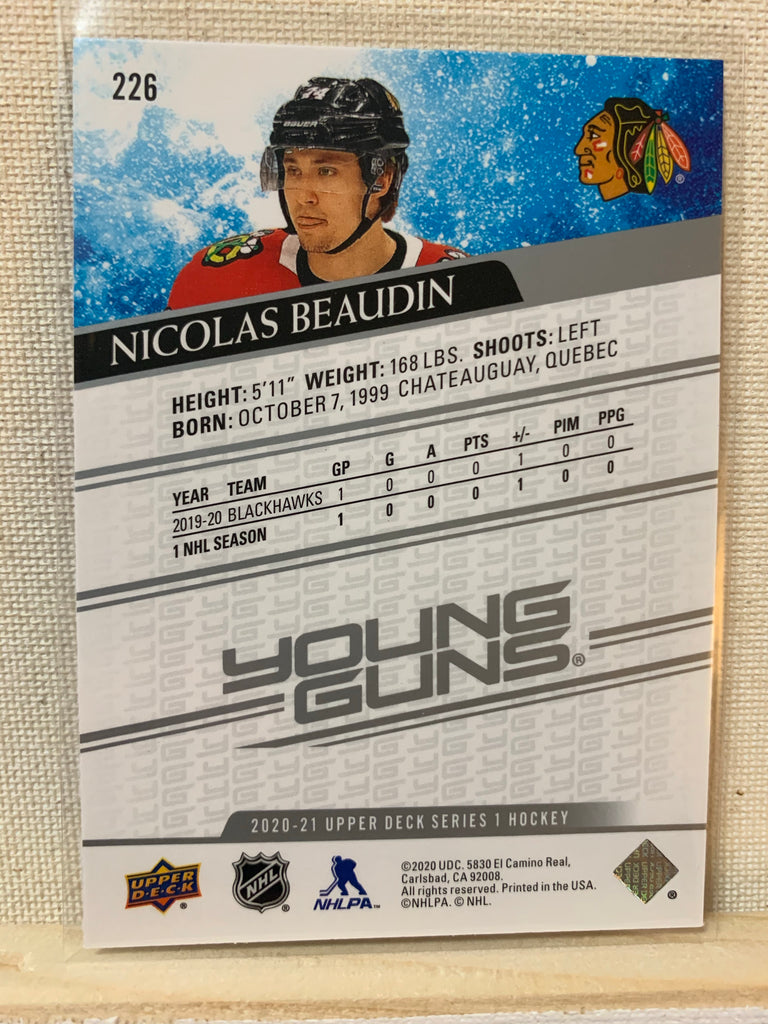 226
74
BAUER
NICOLAS BEAUDIN
HEIGHT: 5'11" WEIGHT: 168 LBS. SHOOTS: LEFT
BORN: OCTOBER 7, 1999 CHATEAUGUAY, QUEBEC
YEAR TEAM GP G A PTS +/- PIM PPG
2019-20 BLACKHAWKS 1 0 0 0 1 0 0
1 NHL SEASON 1 0 0 0 1 0 0
YOUNG
GUNS®
2020-21 UPPER DECK SERIES 1 HOCKEY
UPPER
D·E·C·K
®
NHL
®
NHLPA™
©2020 UDC. 5830 El Camino Real,
Carlsbad, CA 92008.
All rights reserved. Printed in the USA.
©NHLPA. © NHL.
®